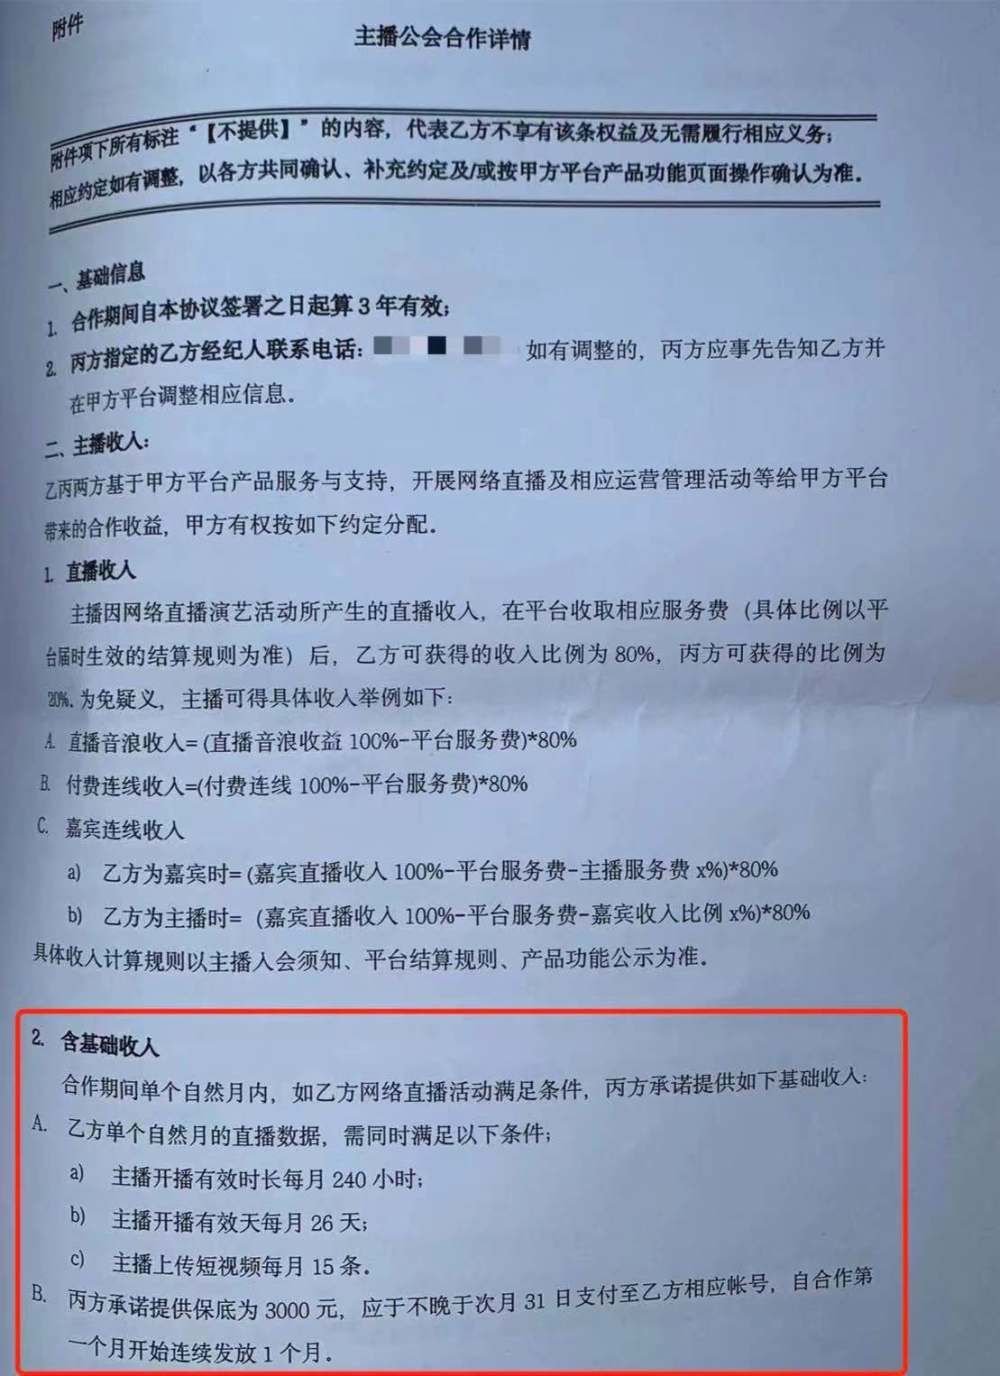 附件
主播公会合作详情
附件项下所有标注“【不提供】”的内容，代表乙方不享有该条权益及无需履行相应义务；
相应约定如有调整，以各方共同确认、补充约定及/或按甲方平台产品功能页面操作确认为准。
一、基础信息
1. 合作期间自本协议签署之日起算 3 年有效；
2. 丙方指定的乙方经纪人联系电话： 如有调整的，丙方应事先告知乙方并
在甲方平台调整相应信息。
二、主播收入：
乙丙两方基于甲方平台产品服务与支持，开展网络直播及相应运营管理活动等给甲方平台
带来的合作收益，甲方有权按如下约定分配。
1. 直播收入
主播因网络直播演艺活动所产生的直播收入，在平台收取相应服务费（具体比例以平
台届时生效的结算规则为准）后，乙方可获得的收入比例为 80%，丙方可获得的比例为
20%. 为免疑义，主播可得具体收入举例如下：
A. 直播音浪收入= (直播音浪收益 100%-平台服务费)*80%
B. 付费连线收入=(付费连线 100%-平台服务费)*80%
C. 嘉宾连线收入
a) 乙方为嘉宾时= (嘉宾直播收入 100%-平台服务费-主播服务费 x%)*80%
b) 乙方为主播时= (嘉宾直播收入 100%-平台服务费-嘉宾收入比例 x%)*80%
具体收入计算规则以主播入会须知、平台结算规则、产品功能公示为准。
2. 含基础收入
合作期间单个自然月内，如乙方网络直播活动满足条件，丙方承诺提供如下基础收入：
A. 乙方单个自然月的直播数据，需同时满足以下条件；
a) 主播开播有效时长每月 240 小时；
b) 主播开播有效天每月 26 天；
c) 主播上传短视频每月 15 条。
B. 丙方承诺提供保底为 3000 元，应于不晚于次月 31 日支付至乙方相应帐号，自合作第
一个月开始连续发放 1 个月。